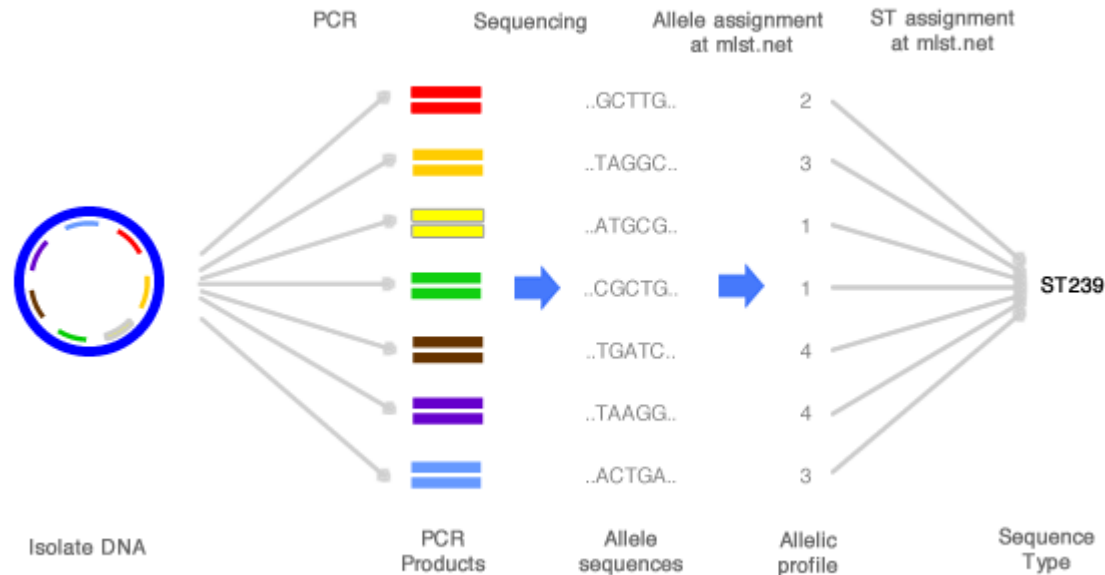 PCR
Sequencing
Allele assignment
at mlst.net
ST assignment
at mlst.net
..GCTTG..
2
..TAGGC..
3
..ATGCG..
1
..CGCTG..
1
ST239
..TGATC..
4
..TAAGG..
4
..ACTGA..
3
Isolate DNA
PCR
Products
Allele
sequences
Allelic
profile
Sequence
Type